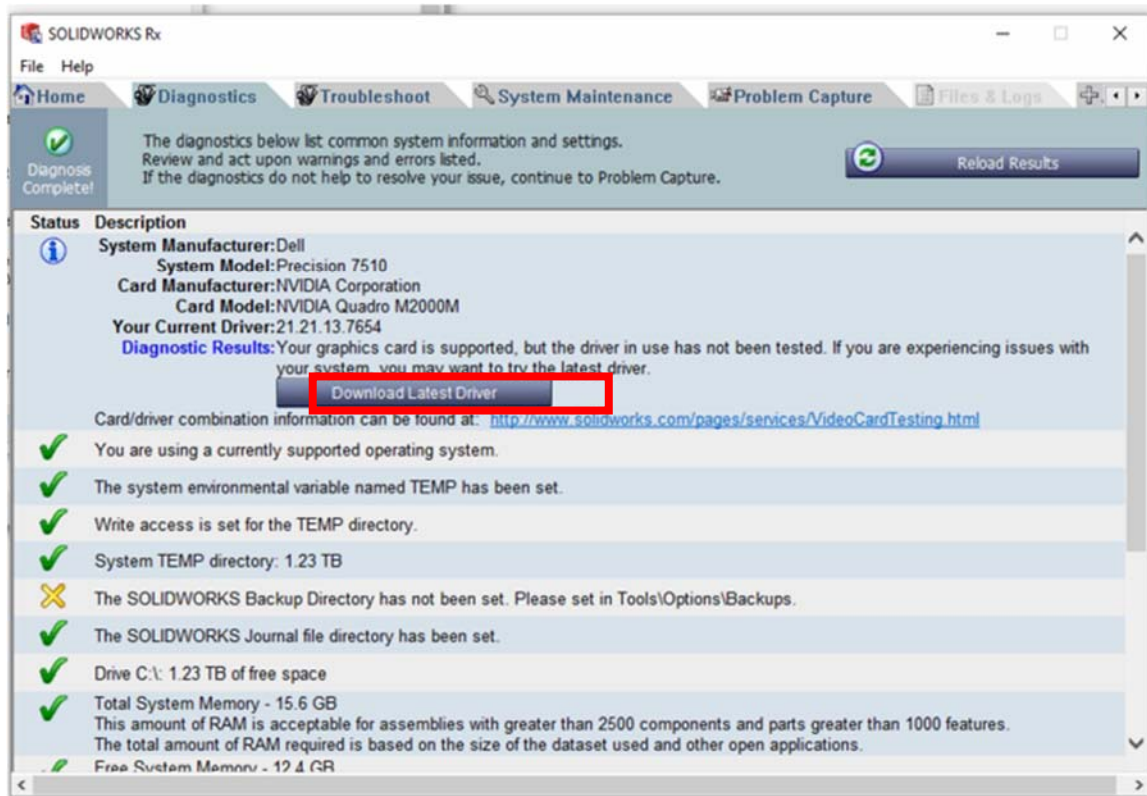 SOLIDWORKS Rx
File Help
Home Diagnostics Troubleshoot System Maintenance Problem Capture Files & Logs
Diagnosis Complete!
The diagnostics below list common system information and settings.
Review and act upon warnings and errors listed.
If the diagnostics do not help to resolve your issue, continue to Problem Capture.
Reload Results
Status Description
System Manufacturer:Dell
System Model:Precision 7510
Card Manufacturer:NVIDIA Corporation
Card Model:NVIDIA Quadro M2000M
Your Current Driver:21.21.13.7654
Diagnostic Results:Your graphics card is supported, but the driver in use has not been tested. If you are experiencing issues with
your system, you may want to try the latest driver.
Download Latest Driver
Card/driver combination information can be found at: http://www.solidworks.com/pages/services/VideoCardTesting.html
You are using a currently supported operating system.
The system environmental variable named TEMP has been set.
Write access is set for the TEMP directory.
System TEMP directory: 1.23 TB
The SOLIDWORKS Backup Directory has not been set. Please set in Tools\Options\Backups.
The SOLIDWORKS Journal file directory has been set.
Drive C:\: 1.23 TB of free space
Total System Memory - 15.6 GB
This amount of RAM is acceptable for assemblies with greater than 2500 components and parts greater than 1000 features.
The total amount of RAM required is based on the size of the dataset used and other open applications.
Free System Memory - 12.4 GB